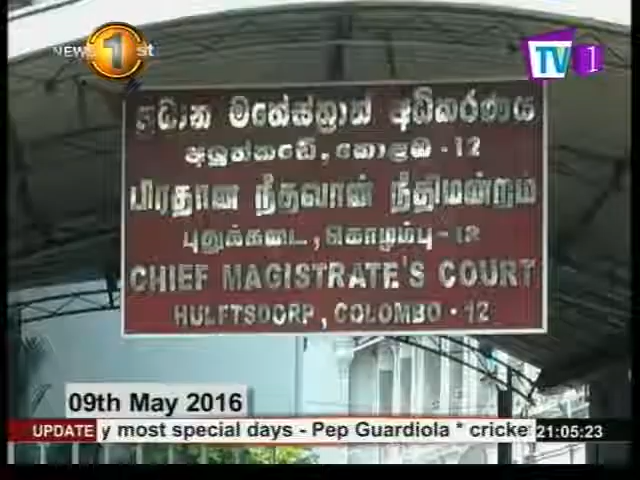 NEWS 1st
TV 1
ප්‍රධාන මහේස්ත්‍රාත් අධිකරණය
අලුත්කඩේ, කොළඹ - 12
பிரதான நீதவான் நீதிமன்றம்
புதுக்கடை, கொழும்பு - 12
CHIEF MAGISTRATE'S COURT
HULFTSDORP, COLOMBO - 12
09th May 2016
UPDATE y most special days - Pep Guardiola * cricke 21:05:23